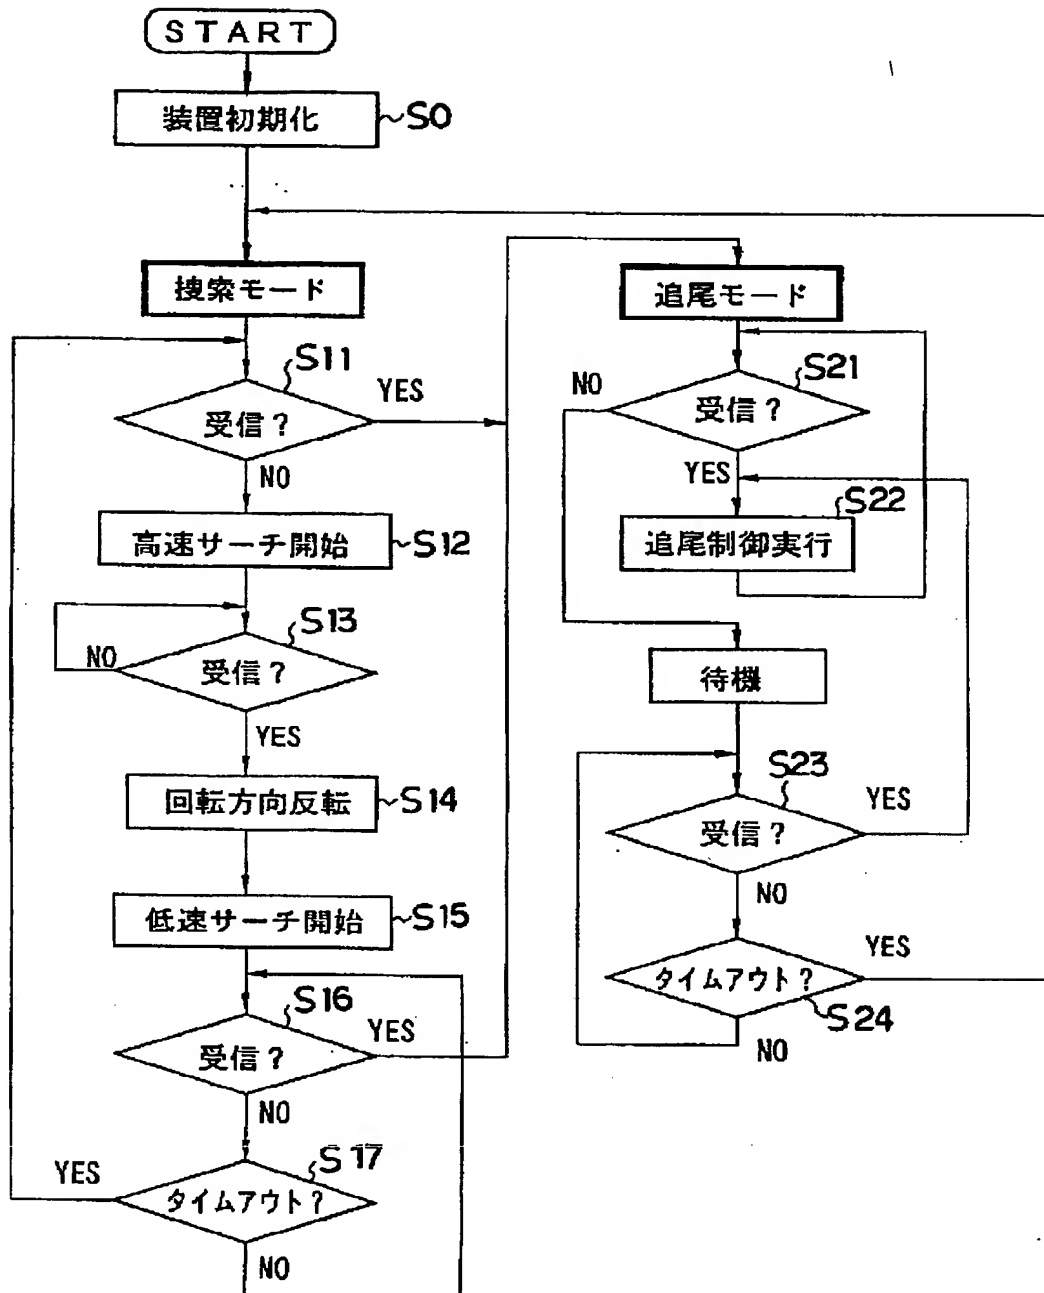 START
装置初期化
S0
捜索モード
S11
受信?
YES
NO
高速サーチ開始
S12
S13
受信?
NO
YES
回転方向反転
S14
低速サーチ開始
S15
S16
受信?
YES
NO
S17
タイムアウト?
YES
NO
追尾モード
S21
受信?
NO
YES
S22
追尾制御実行
待機
S23
受信?
YES
NO
タイムアウト?
YES
S24
NO